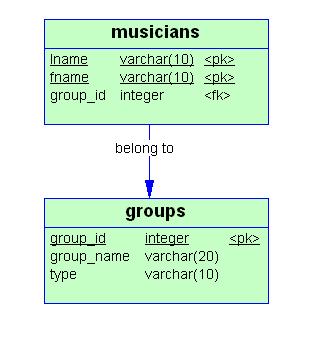 musicians
lname varchar(10) <pk>
fname varchar(10) <pk>
group_id integer <fk>
belong to
groups
group_id integer <pk>
group_name varchar(20)
type varchar(10)